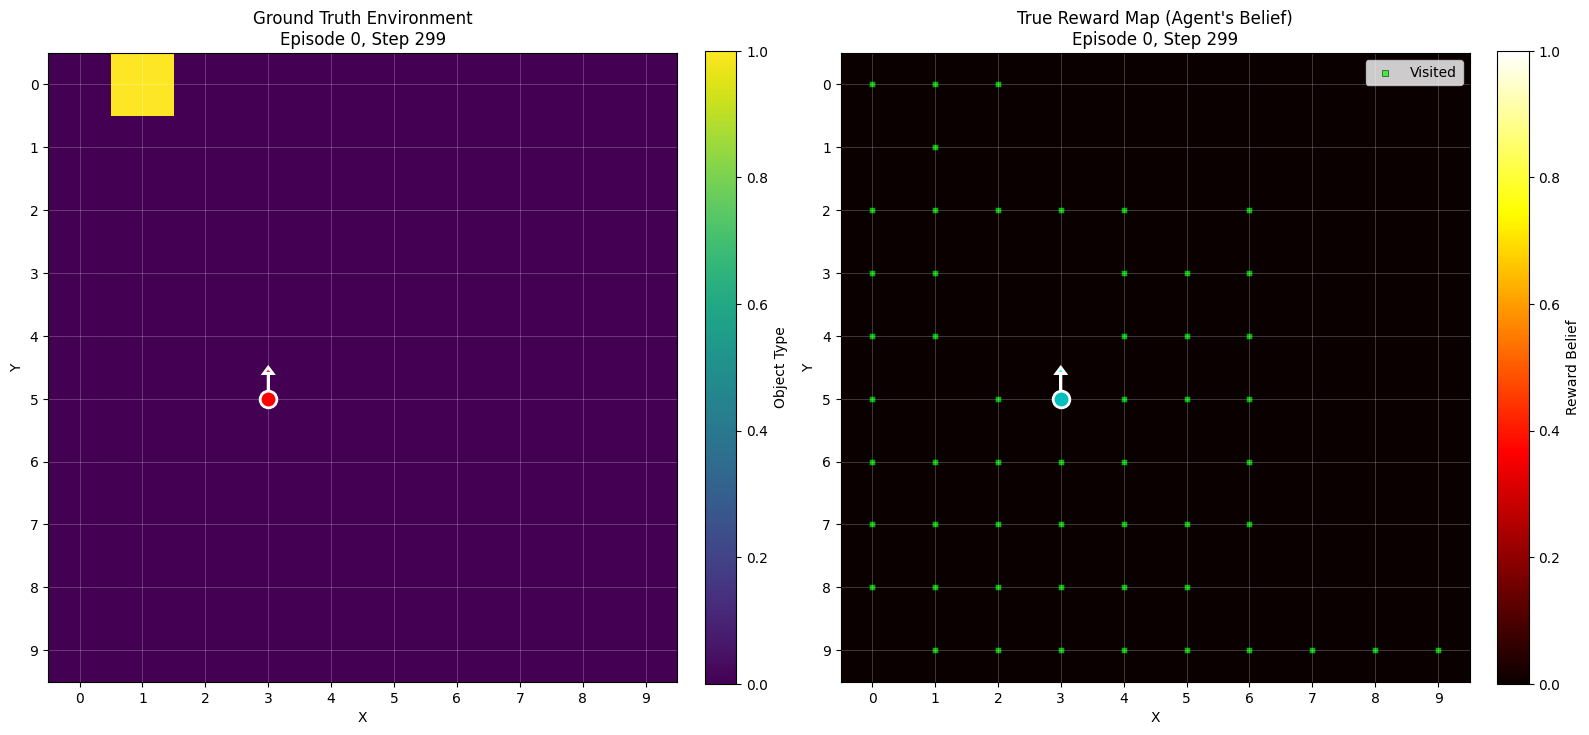 Ground Truth Environment
Episode 0, Step 299
0
1
2
3
4
5
6
7
8
9
Y
0 1 2 3 4 5 6 7 8 9
X
1.0
0.8
0.6
0.4
0.2
0.0
Object Type
True Reward Map (Agent's Belief)
Episode 0, Step 299
Visited
0
1
2
3
4
5
6
7
8
9
Y
0 1 2 3 4 5 6 7 8 9
X
1.0
0.8
0.6
0.4
0.2
0.0
Reward Belief